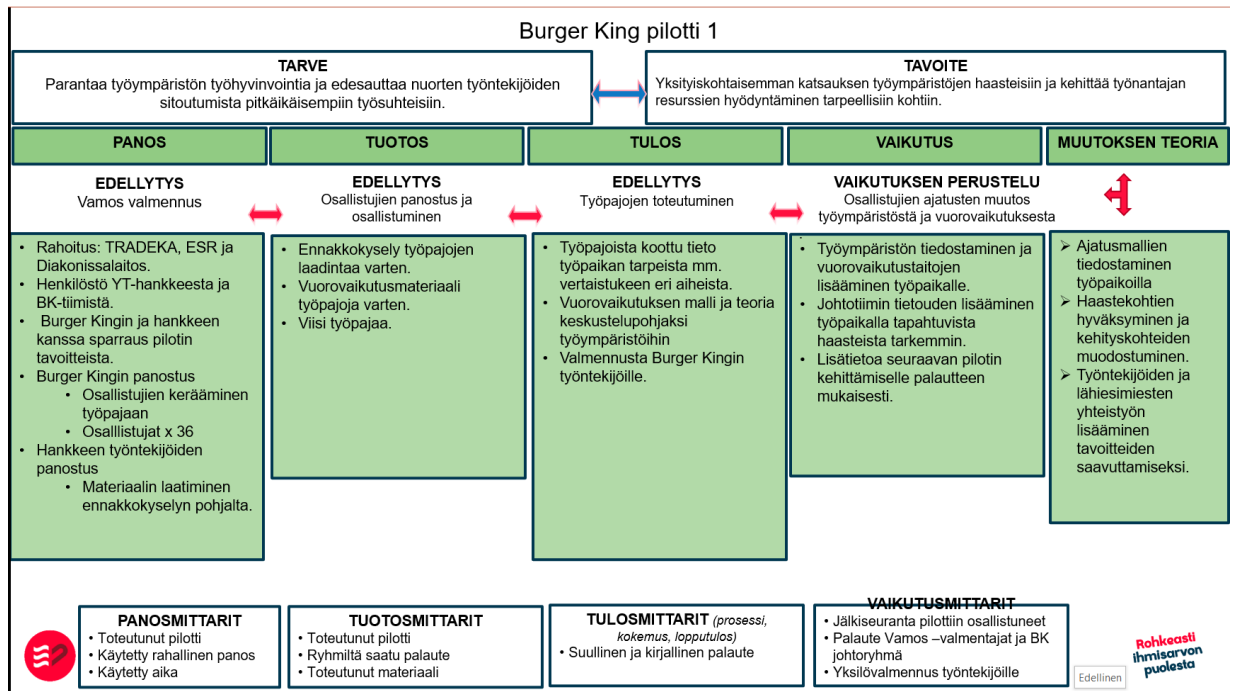 Burger King pilotti 1
TARVE
Parantaa työympäristön työhyvinvointia ja edesauttaa nuorten työntekijöiden
sitoutumista pitkäikäisempiin työsuhteisiin.
TAVOITE
Yksityiskohtaisemman katsauksen työympäristöjen haasteisiin ja kehittää työnantajan
resurssien hyödyntäminen tarpeellisiin kohtiin.
PANOS
TUOTOS
TULOS
VAIKUTUS
MUUTOKSEN TEORIA
EDELLYTYS
Vamos valmennus
EDELLYTYS
Osallistujien panostus ja
osallistuminen
EDELLYTYS
Työpajojen toteutuminen
VAIKUTUKSEN PERUSTELU
Osallistujien ajatusten muutos
työympäristöstä ja vuorovaikutuksesta
• Rahoitus: TRADEKA, ESR ja
Diakonissalaitos.
• Henkilöstö YT-hankkeesta ja
BK-tiimistä.
• Burger Kingin ja hankkeen
kanssa sparraus pilotin
tavoitteista.
• Burger Kingin panostus
• Osallistujien kerääminen
työpajaan
• Osalllistujat x 36
• Hankkeen työntekijöiden
panostus
• Materiaalin laatiminen
ennakkokyselyn pohjalta.
• Ennakkokysely työpajojen
laadintaa varten.
• Vuorovaikutusmateriaali
työpajoja varten.
• Viisi työpajaa.
• Työpajoista koottu tieto
työpaikan tarpeista mm.
vertaistukeen eri aiheista.
• Vuorovaikutuksen malli ja teoria
keskustelupohjaksi
työympäristöihin
• Valmennusta Burger Kingin
työntekijöille.
• Työympäristön tiedostaminen ja
vuorovaikutustaitojen
lisääminen työpaikalle.
• Johtotiimin tietouden lisääminen
työpaikalla tapahtuvista
haasteista tarkemmin.
• Lisätietoa seuraavan pilotin
kehittämiselle palautteen
mukaisesti.
➢ Ajatusmallien
tiedostaminen
työpaikoilla
➢ Haastekohtien
hyväksyminen ja
kehityskohteiden
muodostuminen.
➢ Työntekijöiden ja
lähiesimiesten
yhteistyön
lisääminen
tavoitteiden
saavuttamiseksi.
PANOSMITTARIT
• Toteutunut pilotti
• Käytetty rahallinen panos
• Käytetty aika
TUOTOSMITTARIT
• Toteutunut pilotti
• Ryhmiltä saatu palaute
• Toteutunut materiaali
TULOSMITTARIT (prosessi,
kokemus, lopputulos)
• Suullinen ja kirjallinen palaute
VAIKUTUSMITTARIT
• Jälkiseuranta pilottiin osallistuneet
• Palaute Vamos –valmentajat ja BK
johtoryhmä
• Yksilövalmennus työntekijöille
Edellinen
Rohkeasti
ihmisarvon
puolesta